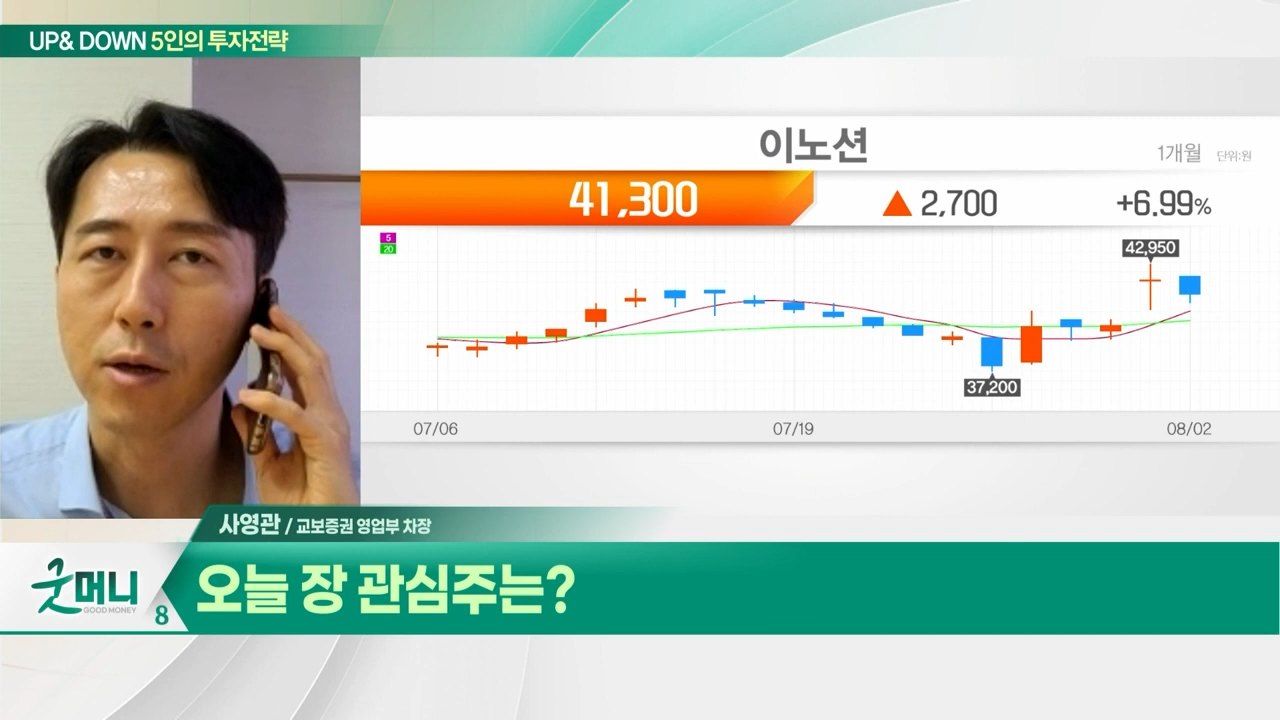 UP& DOWN 5인의 투자전략
이노션
1개월 단위:원
41,300 ▲ 2,700 +6.99%
5
20
42,950
37,200
07/06 07/19 08/02
사영관 / 교보증권 영업부 차장
굿머니
GOOD MONEY
8
오늘 장 관심주는?